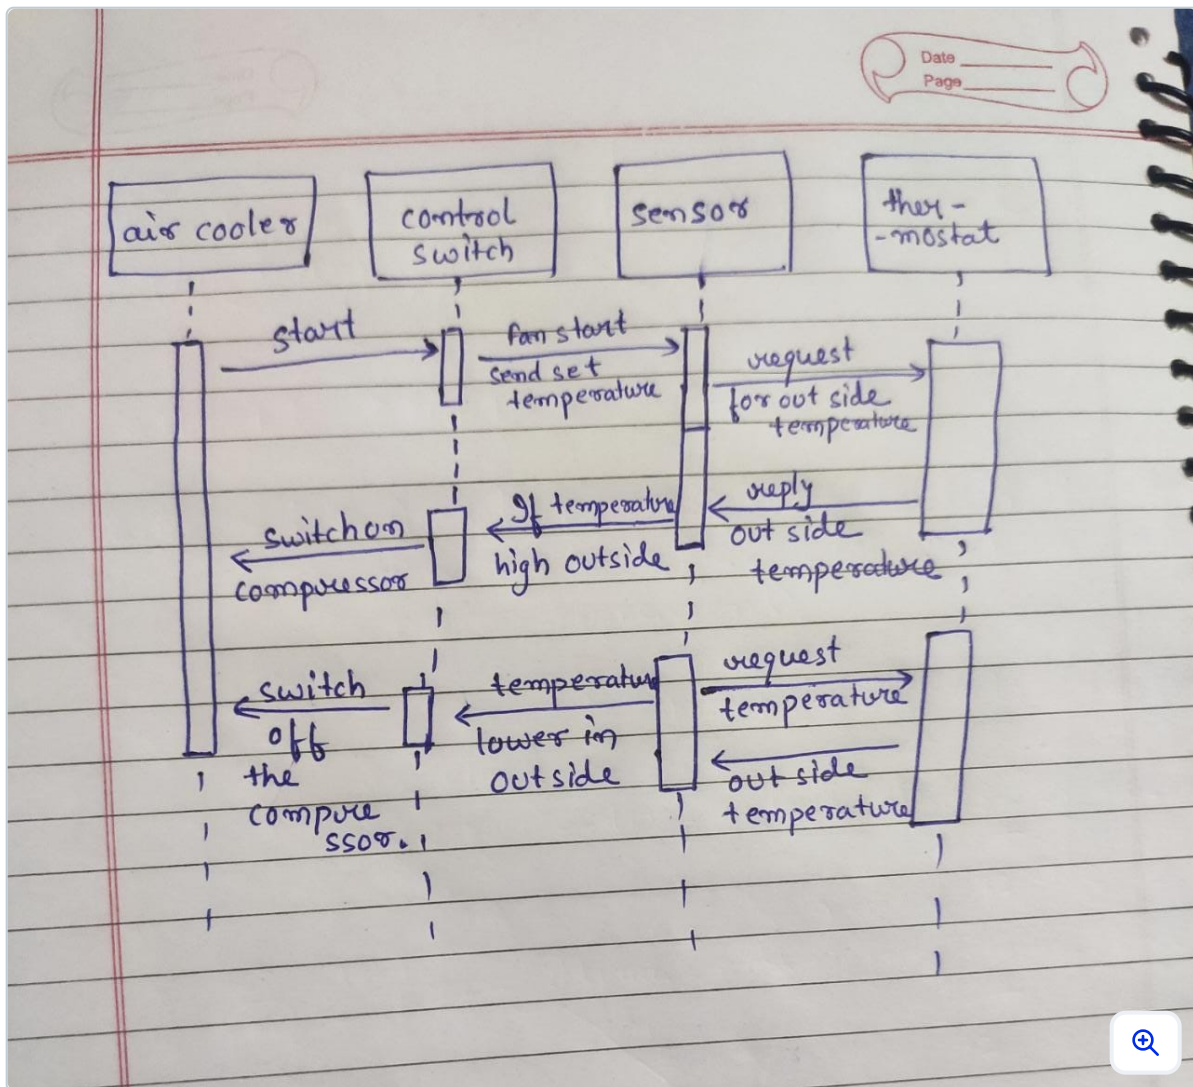 Date
Page
air cooler
control
switch
sensor
ther-
-mostat
start
fan start
send set
temperature
request
for out side
temperature
reply
out side
temperature
If temperature
high outside
switch on
compressor
request
temperature
out side
temperature
temperature
lower in
out side
switch
off
the
compre
ssor.